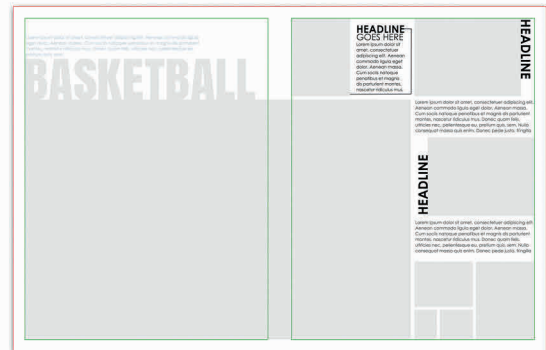 BASKETBALL
HEADLINE
GOES HERE
Lorem ipsum dolor sit
amet, consectetuer
adipiscing elit. Aenean
commodo ligula eget
dolor. Aenean massa.
Cum sociis natoque
penatibus et magnis
dis parturient montes,
nascetur ridiculus mus.
HEADLINE
Lorem ipsum dolor sit amet, consectetuer adipiscing elit.
Aenean commodo ligula eget dolor. Aenean massa.
Cum sociis natoque penatibus et magnis dis parturient
montes, nascetur ridiculus mus. Donec quam felis,
ultricies nec, pellentesque eu, pretium quis, sem. Nulla
consequat massa quis enim. Donec pede justo, fringilla
HEADLINE
Lorem ipsum dolor sit amet, consectetuer adipiscing elit.
Aenean commodo ligula eget dolor. Aenean massa.
Cum sociis natoque penatibus et magnis dis parturient
montes, nascetur ridiculus mus. Donec quam felis,
ultricies nec, pellentesque eu, pretium quis, sem. Nulla
consequat massa quis enim. Donec pede justo, fringilla